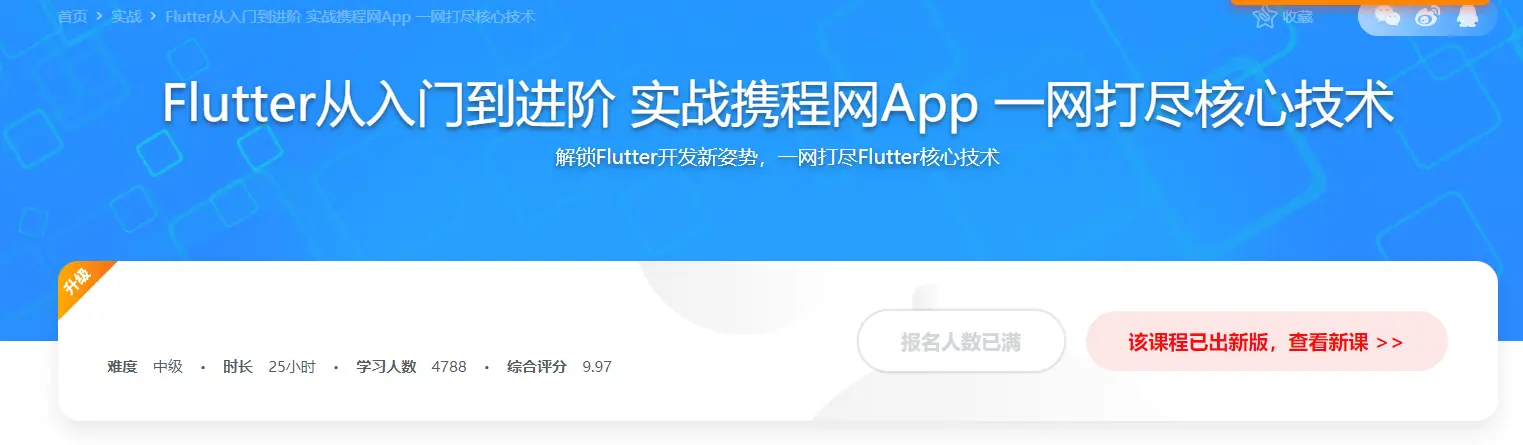 首页 > 实战 > Flutter从入门到进阶 实战携程网App 一网打尽核心技术
收藏
Flutter从入门到进阶 实战携程网App 一网打尽核心技术
解锁Flutter开发新姿势，一网打尽Flutter核心技术
升级
报名人数已满
该课程已出新版，查看新课 >>
难度 中级 · 时长 25小时 · 学习人数 4788 · 综合评分 9.97